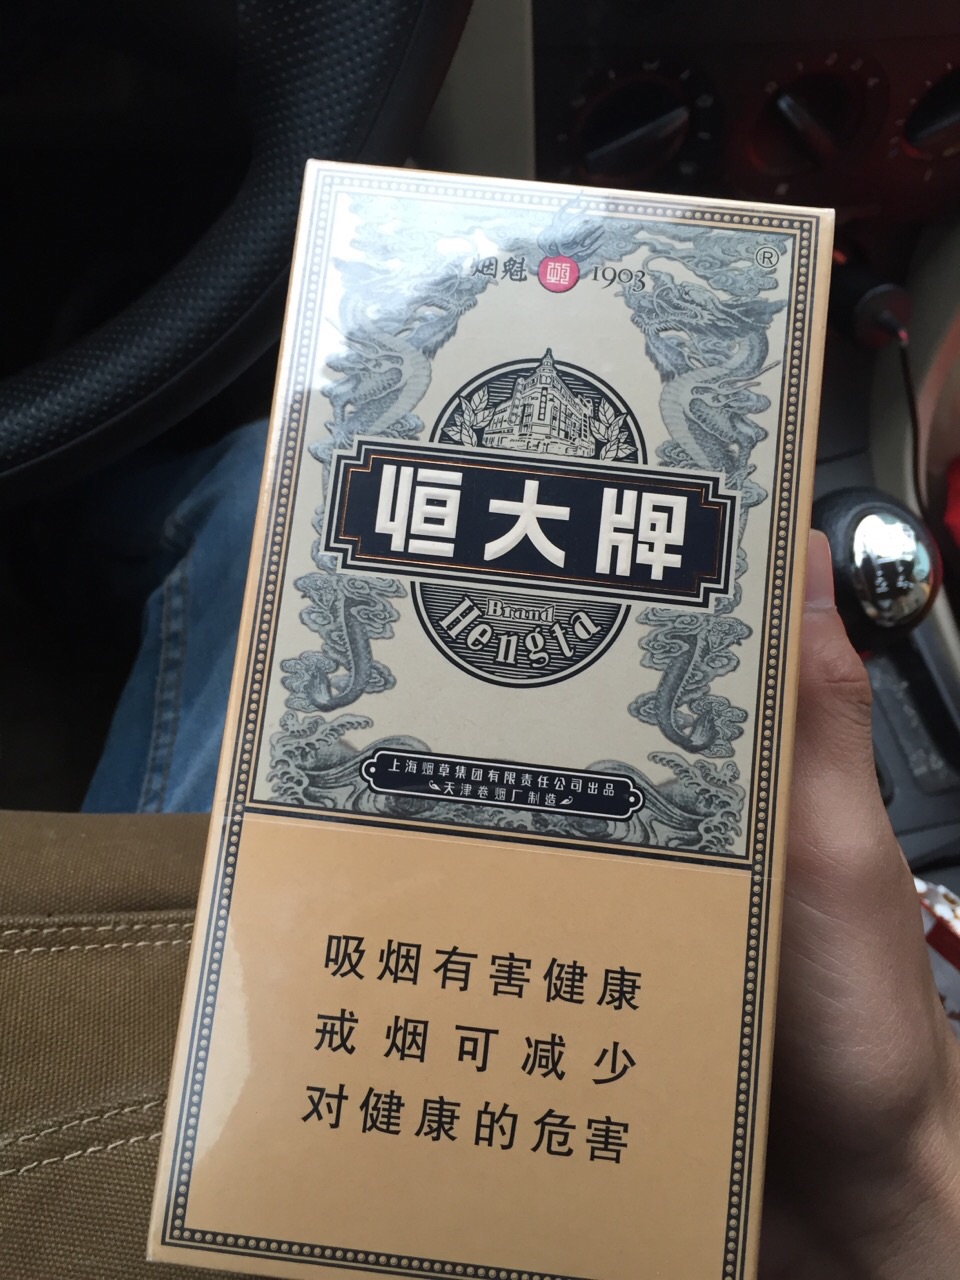 烟魁 1903
®
恒大牌
Brand
Hengta
上海烟草集团有限责任公司出品
天津卷烟厂制造
吸烟有害健康
戒烟可减少
对健康的危害